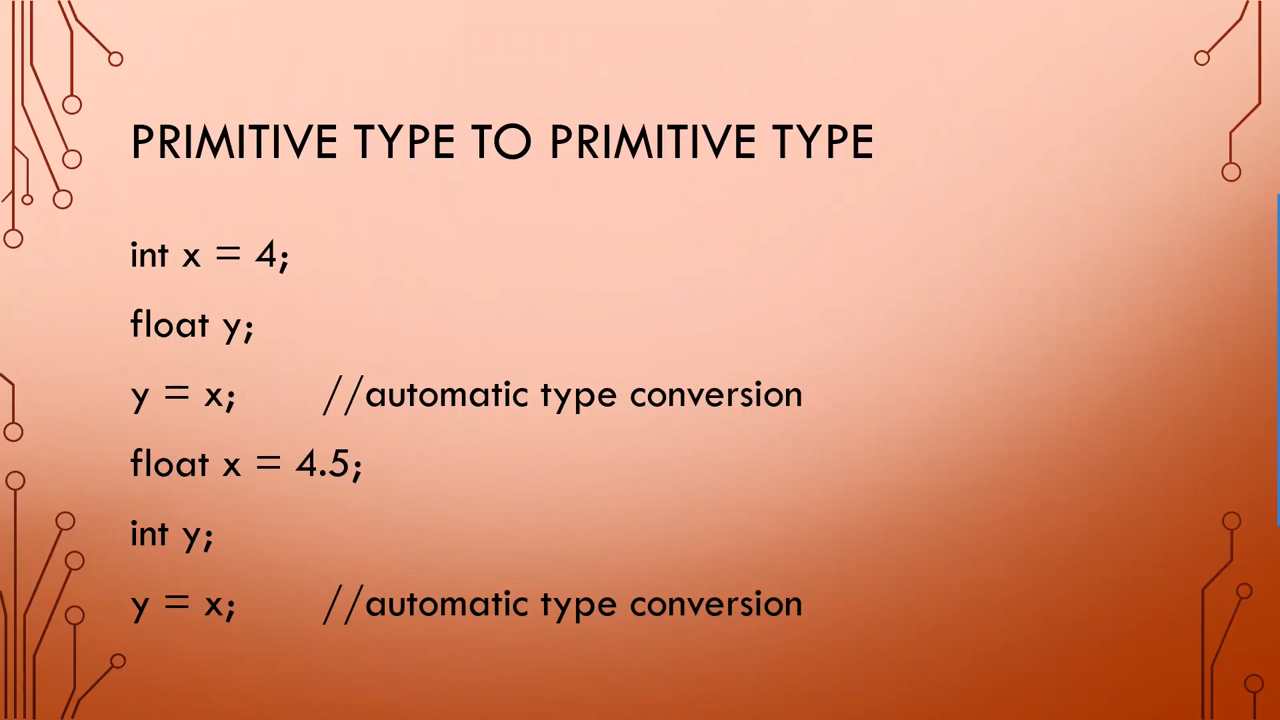 PRIMITIVE TYPE TO PRIMITIVE TYPE
int x = 4;
float y;
y = x; //automatic type conversion
float x = 4.5;
int y;
y = x; //automatic type conversion